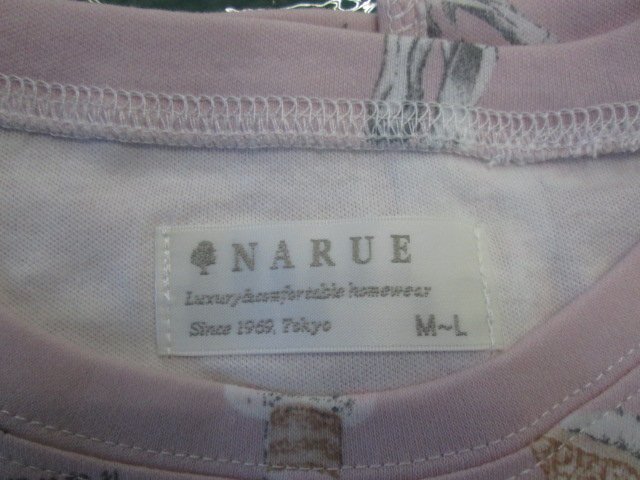 NARUE
Luxury&comfortable homewear
Since 1969, Tokyo M~L